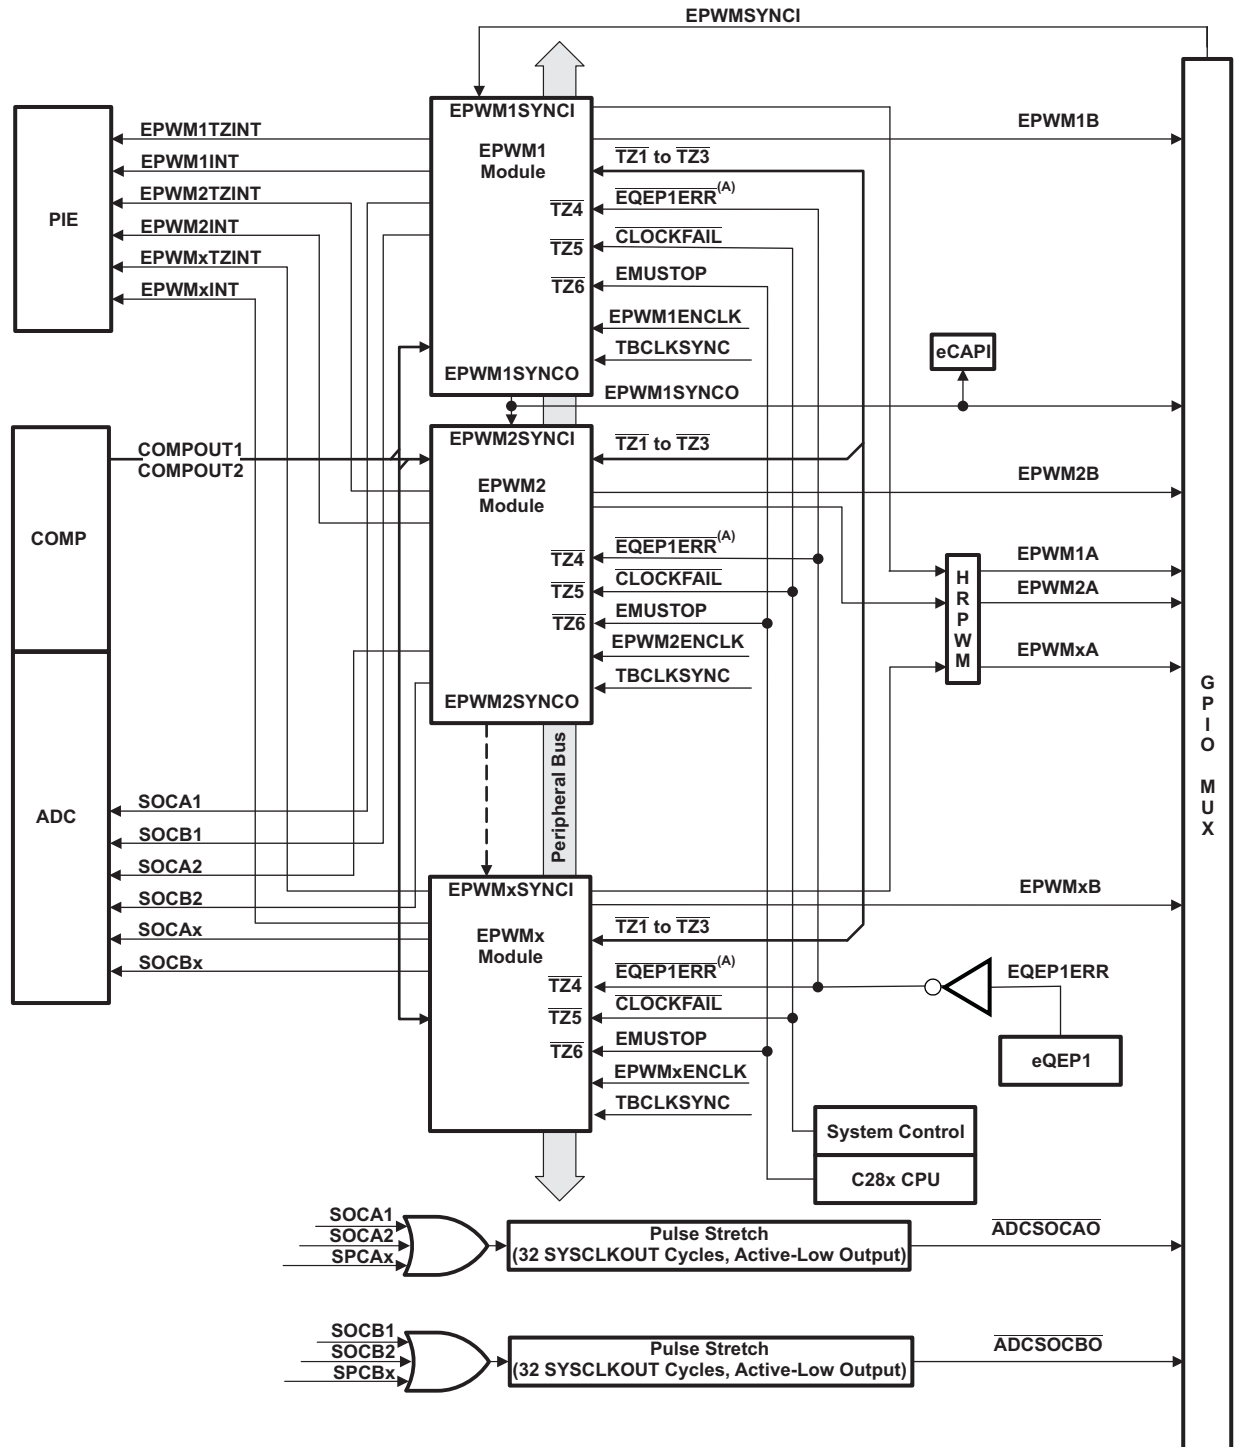 EPWMSYNCI
EPWM1SYNCI
EPWM1
Module
TZ4
TZ5
TZ6
EPWM1SYNCO
EPWM1TZINT
EPWM1INT
EPWM2TZINT
EPWM2INT
EPWMxTZINT
EPWMxINT
PIE
EPWM1B
TZ1 to TZ3
EQEP1ERR(A)
CLOCKFAIL
EMUSTOP
EPWM1ENCLK
TBCLKSYNC
eCAPI
EPWM1SYNCO
COMPOUT1
COMPOUT2
COMP
EPWM2SYNCI
EPWM2
Module
TZ4
TZ5
TZ6
EPWM2SYNCO
TZ1 to TZ3
EQEP1ERR(A)
CLOCKFAIL
EMUSTOP
EPWM2ENCLK
TBCLKSYNC
EPWM2B
HRPWM
EPWM1A
EPWM2A
EPWMxA
GPIO MUX
Peripheral Bus
ADC
SOCA1
SOCB1
SOCA2
SOCB2
SOCAx
SOCBx
EPWMxSYNCI
EPWMx
Module
TZ4
TZ5
TZ6
EPWMxB
TZ1 to TZ3
EQEP1ERR(A)
CLOCKFAIL
EMUSTOP
EPWMxENCLK
TBCLKSYNC
EQEP1ERR
eQEP1
System Control
C28x CPU
SOCA1
SOCA2
SPCAx
Pulse Stretch
(32 SYSCLKOUT Cycles, Active-Low Output)
ADCSOCAO
SOCB1
SOCB2
SPCBx
Pulse Stretch
(32 SYSCLKOUT Cycles, Active-Low Output)
ADCSOCBO